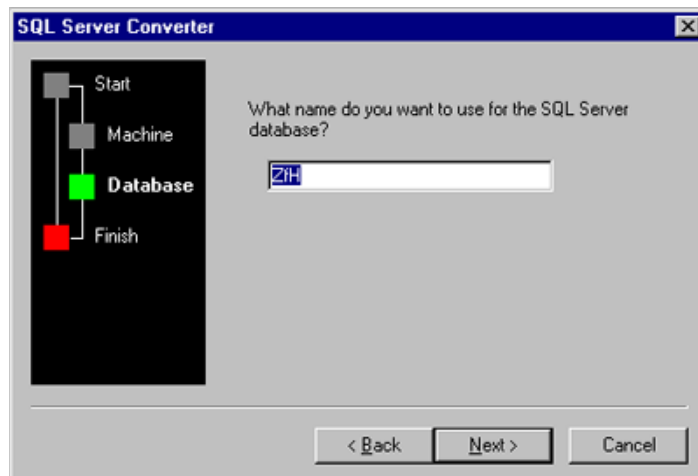 SQL Server Converter
Start
Machine
Database
Finish
What name do you want to use for the SQL Server
database?
ZfH
< Back
Next >
Cancel